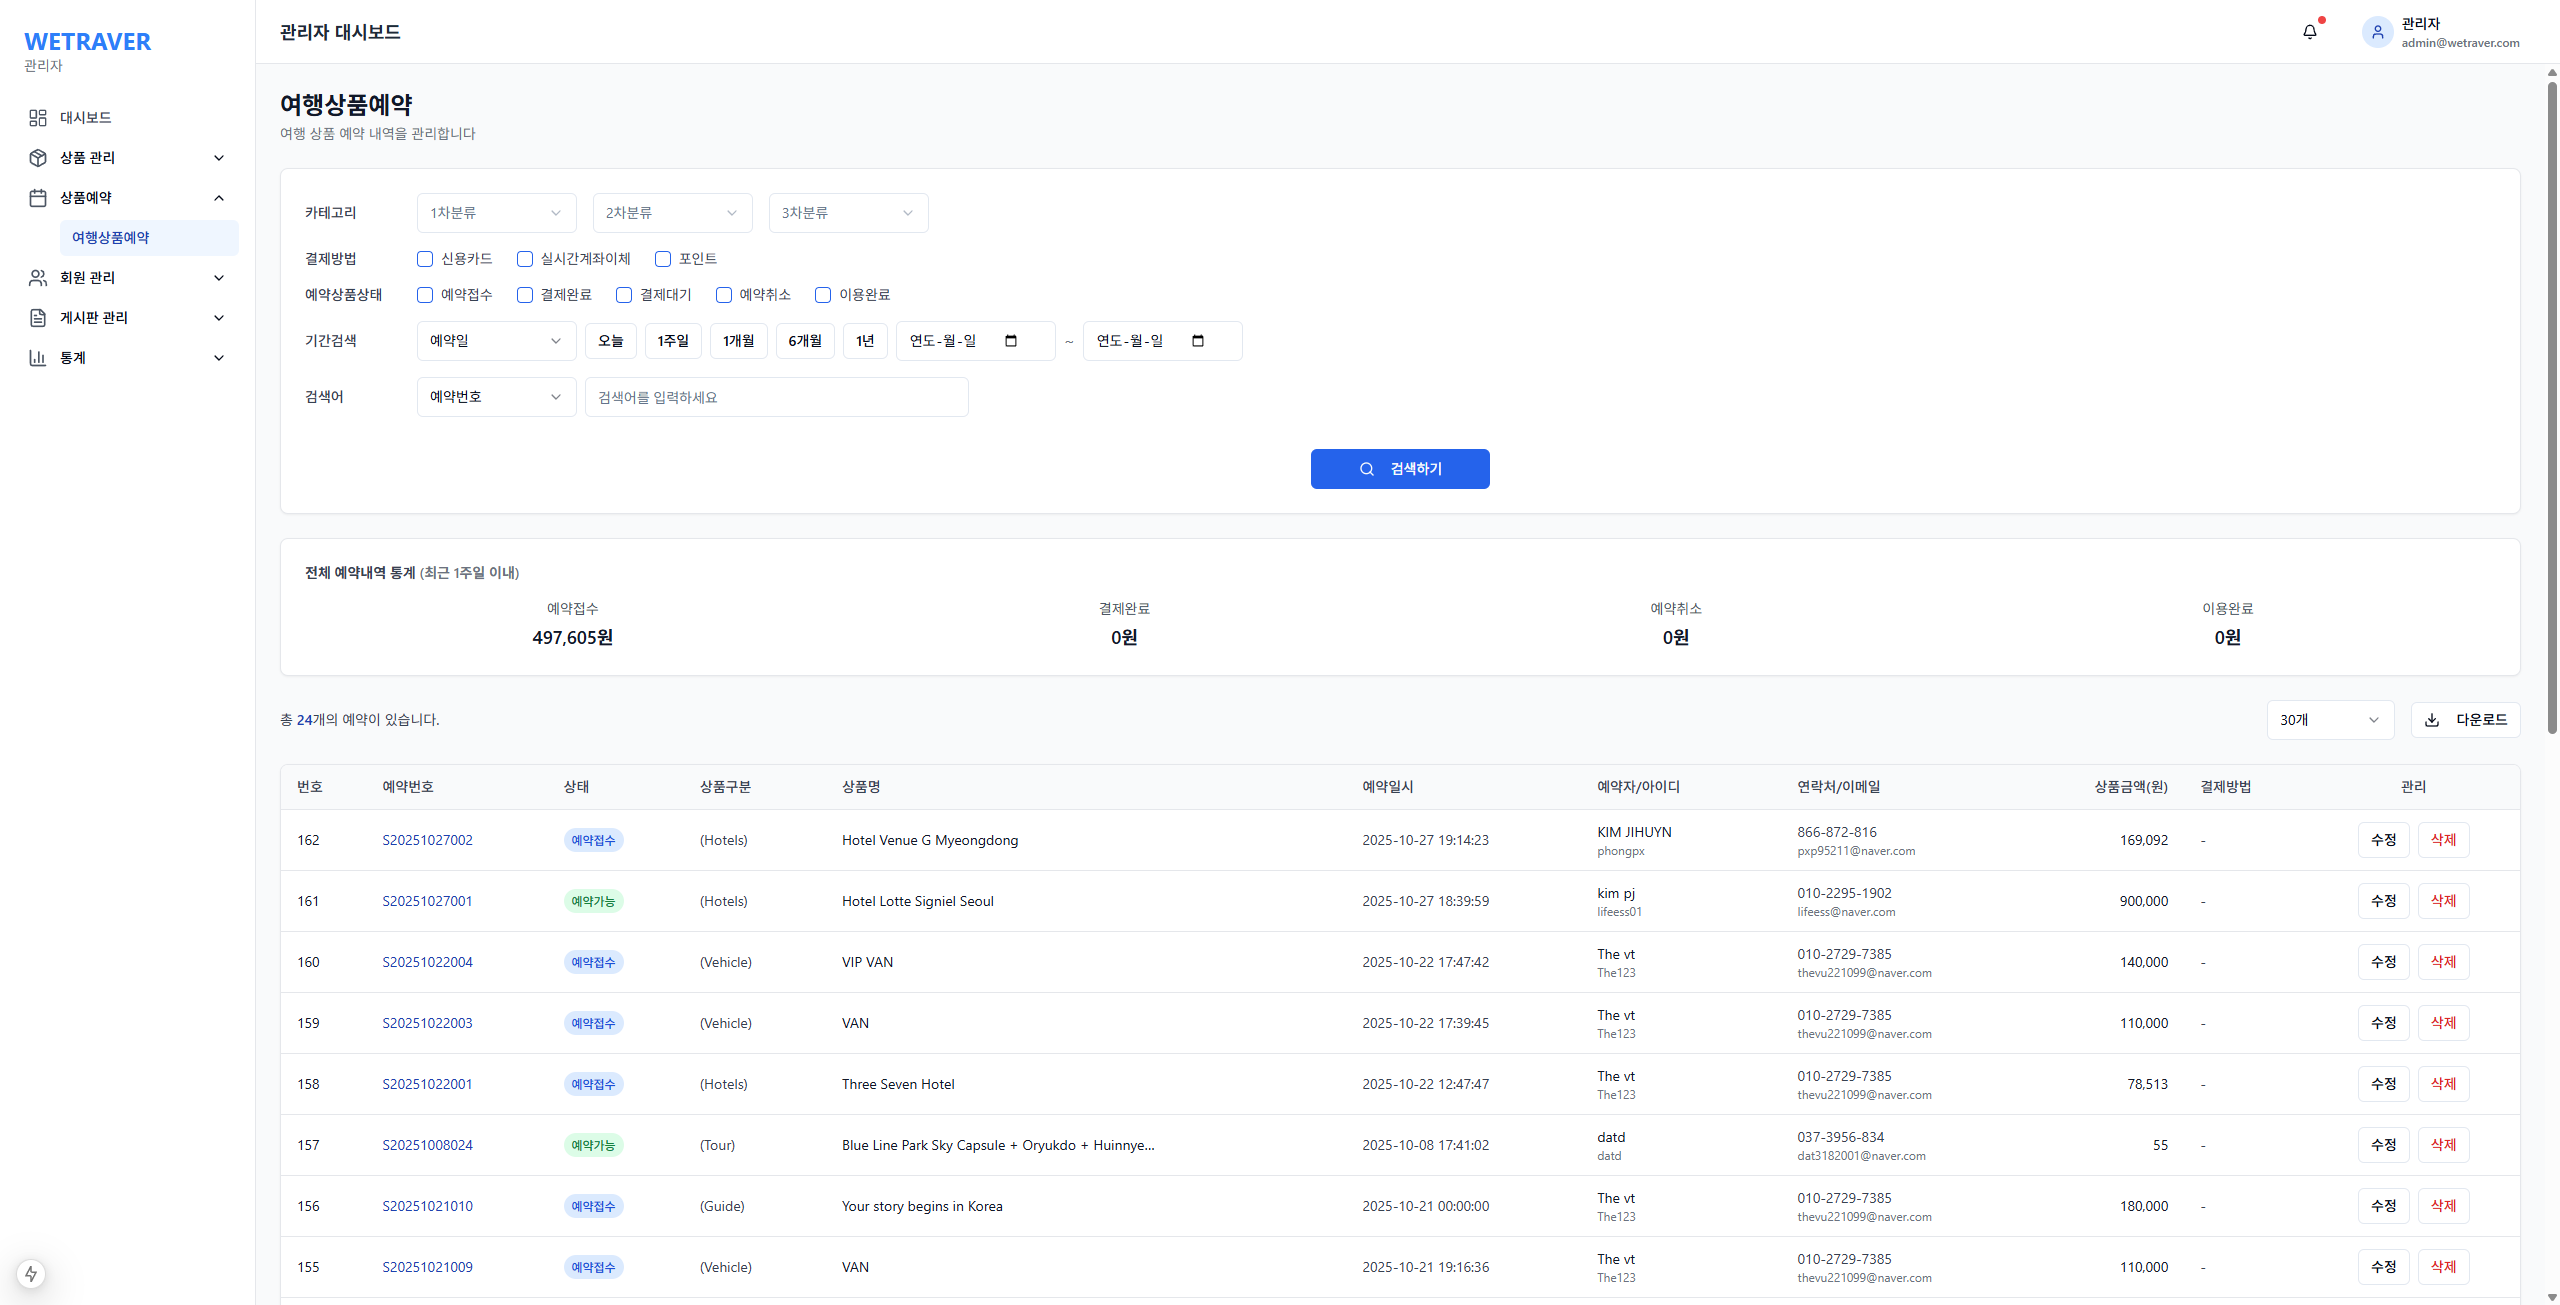 WETRAVER
관리자
대시보드
상품 관리
상품예약
여행상품예약
회원 관리
게시판 관리
통계
관리자 대시보드
관리자
admin@wetraver.com
여행상품예약
여행 상품 예약 내역을 관리합니다
카테고리 1차분류 2차분류 3차분류
결제방법 신용카드 실시간계좌이체 포인트
예약상품상태 예약접수 결제완료 결제대기 예약취소 이용완료
기간검색 예약일 오늘 1주일 1개월 6개월 1년 연도-월-일 ~ 연도-월-일
검색어 예약번호 검색어를 입력하세요
검색하기
전체 예약내역 통계 (최근 1주일 이내)
예약접수 결제완료 예약취소 이용완료
497,605원 0원 0원 0원
총 24개의 예약이 있습니다.
30개 다운로드
번호 예약번호 상태 상품구분 상품명 예약일시 예약자/아이디 연락처/이메일 상품금액(원) 결제방법 관리
162 S20251027002 예약접수 (Hotels) Hotel Venue G Myeongdong 2025-10-27 19:14:23 KIM JIHUYN 866-872-816 169,092 - 수정 삭제
phongpx pxp95211@naver.com
161 S20251027001 예약가능 (Hotels) Hotel Lotte Signiel Seoul 2025-10-27 18:39:59 kim pj 010-2295-1902 900,000 - 수정 삭제
lifeess01 lifeess@naver.com
160 S20251022004 예약접수 (Vehicle) VIP VAN 2025-10-22 17:47:42 The vt 010-2729-7385 140,000 - 수정 삭제
The123 thevu221099@naver.com
159 S20251022003 예약접수 (Vehicle) VAN 2025-10-22 17:39:45 The vt 010-2729-7385 110,000 - 수정 삭제
The123 thevu221099@naver.com
158 S20251022001 예약접수 (Hotels) Three Seven Hotel 2025-10-22 12:47:47 The vt 010-2729-7385 78,513 - 수정 삭제
The123 thevu221099@naver.com
157 S20251008024 예약가능 (Tour) Blue Line Park Sky Capsule + Oryukdo + Huinnye... 2025-10-08 17:41:02 datd 037-3956-834 55 - 수정 삭제
datd dat3182001@naver.com
156 S20251021010 예약접수 (Guide) Your story begins in Korea 2025-10-21 00:00:00 The vt 010-2729-7385 180,000 - 수정 삭제
The123 thevu221099@naver.com
155 S20251021009 예약접수 (Vehicle) VAN 2025-10-21 19:16:36 The vt 010-2729-7385 110,000 - 수정 삭제
The123 thevu221099@naver.com